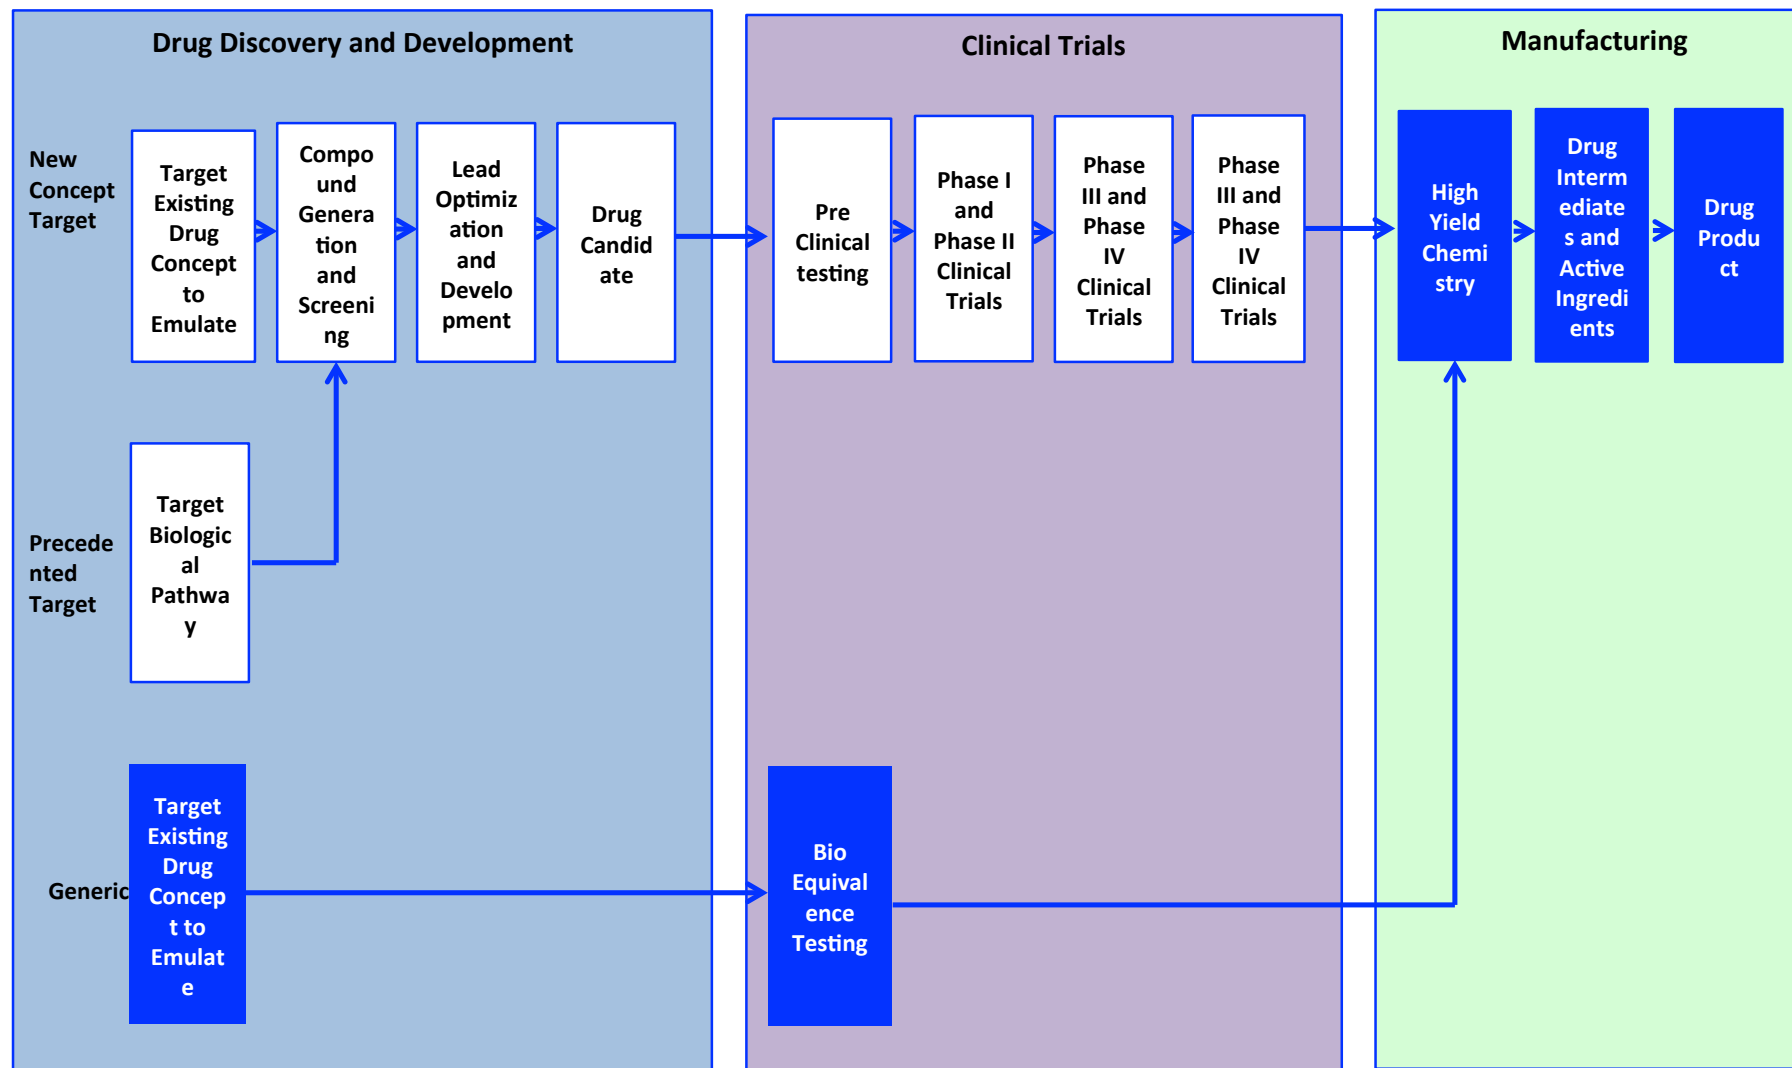 Drug Discovery and Development
Clinical Trials
Manufacturing
New
Concept
Target
Target
Existing
Drug
Concept
to
Emulate
Compo
und
Genera
tion
and
Screeni
ng
Lead
Optimiz
ation
and
Develo
pment
Drug
Candid
ate
Pre
Clinical
testing
Phase I
and
Phase II
Clinical
Trials
Phase
III and
Phase
IV
Clinical
Trials
Phase
III and
Phase
IV
Clinical
Trials
High
Yield
Chemi
stry
Drug
Interm
ediate
s and
Active
Ingredi
ents
Drug
Produ
ct
Precede
nted
Target
Target
Biologic
al
Pathwa
y
Generic
Target
Existing
Drug
Concep
t to
Emulat
e
Bio
Equival
ence
Testing